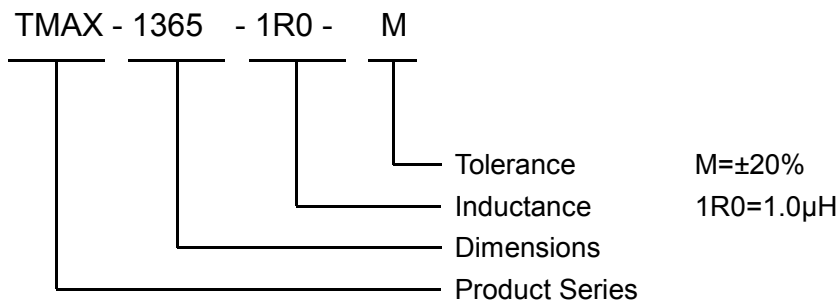 TMAX - 1365 - 1R0 - M
Tolerance M=±20%
Inductance 1R0=1.0µH
Dimensions
Product Series